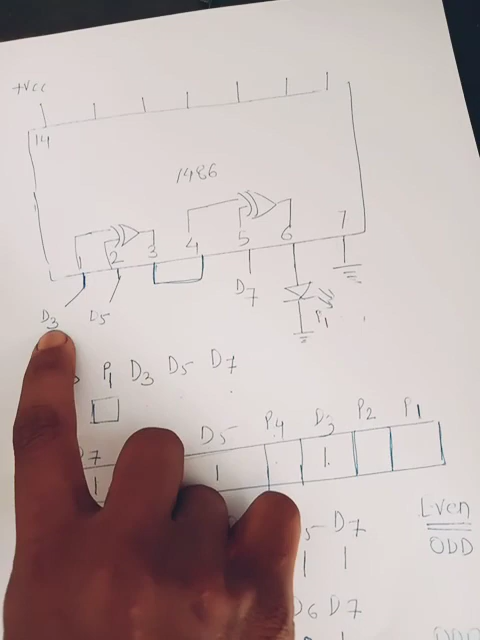 +Vcc
14
1486
1 2 3 4 5 6 7
D3 D5 D7
P1
P1 D3 D5 D7
D7 D5 P4 D3 P2 P1
1 1 1
Even
ODD
5 D7
1 1
D6 D7